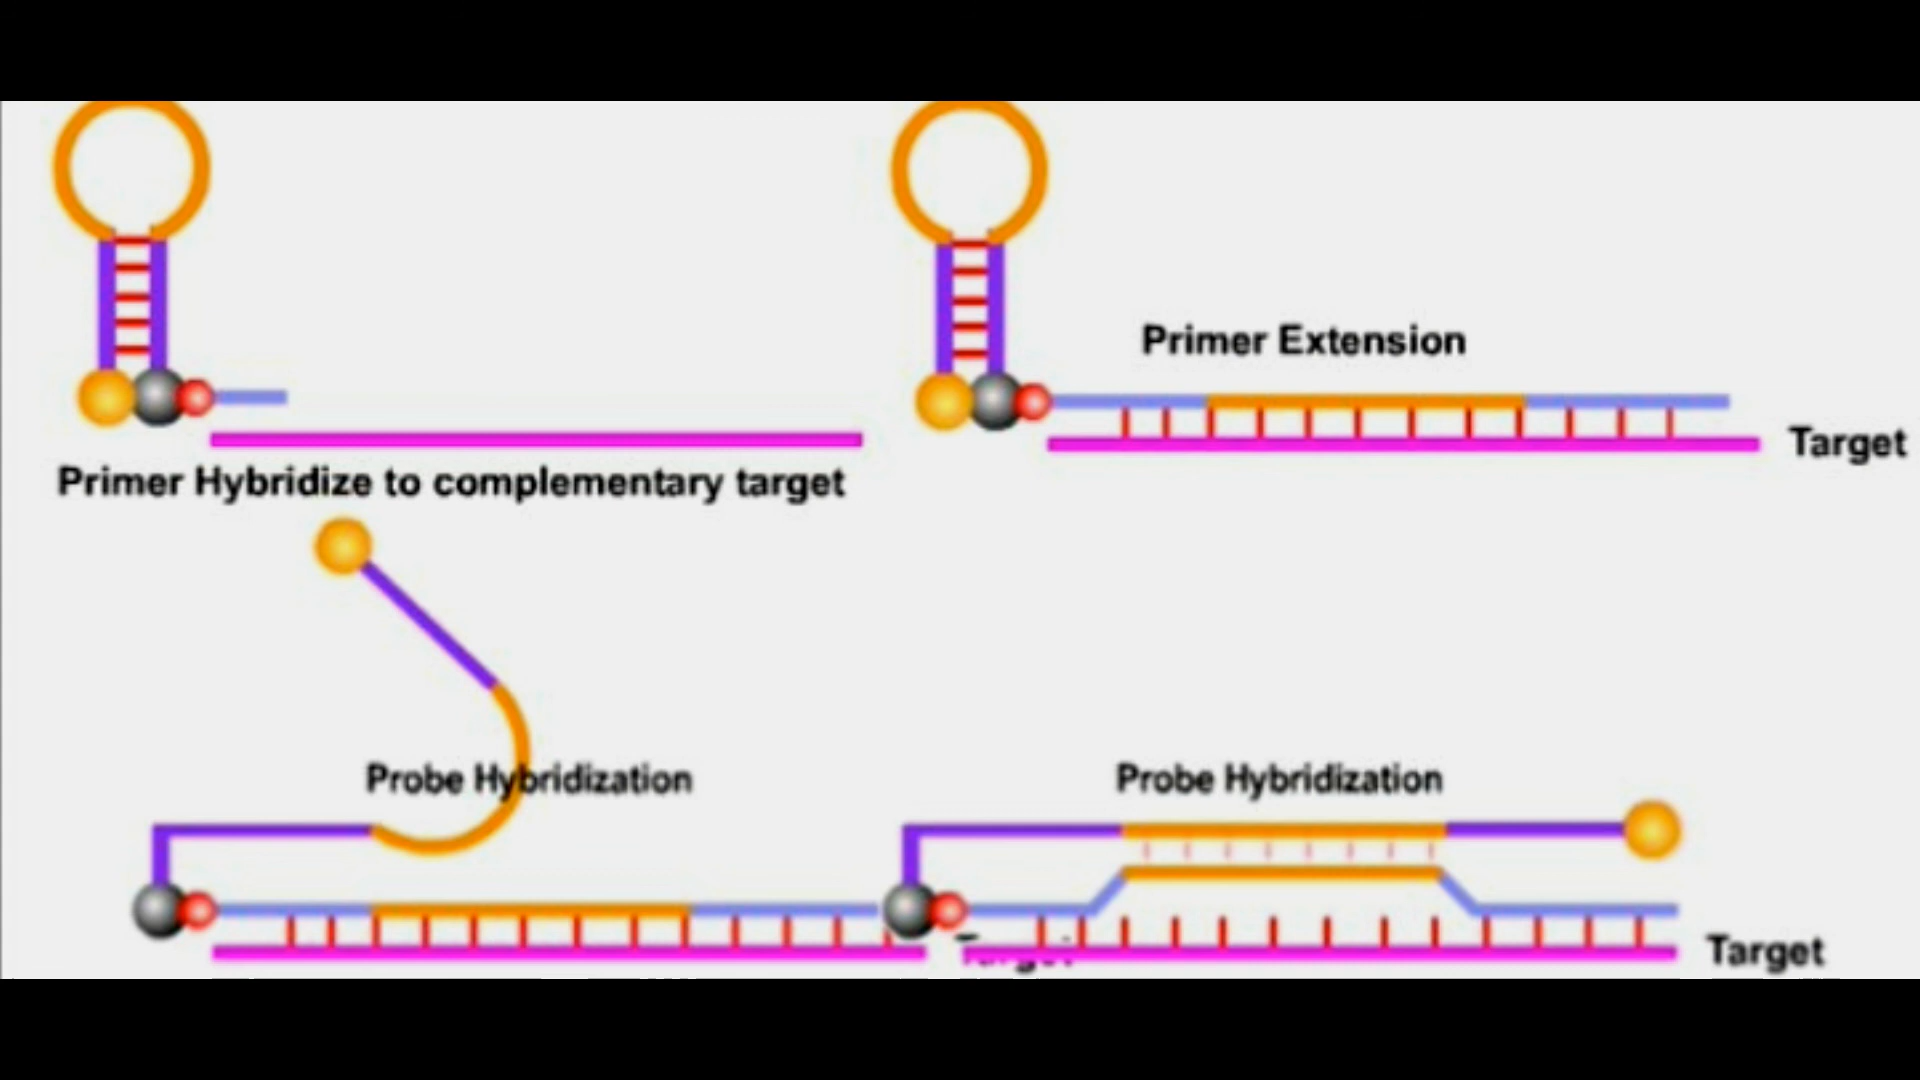 Primer Extension
Target
Primer Hybridize to complementary target
Probe Hybridization
Probe Hybridization
Target